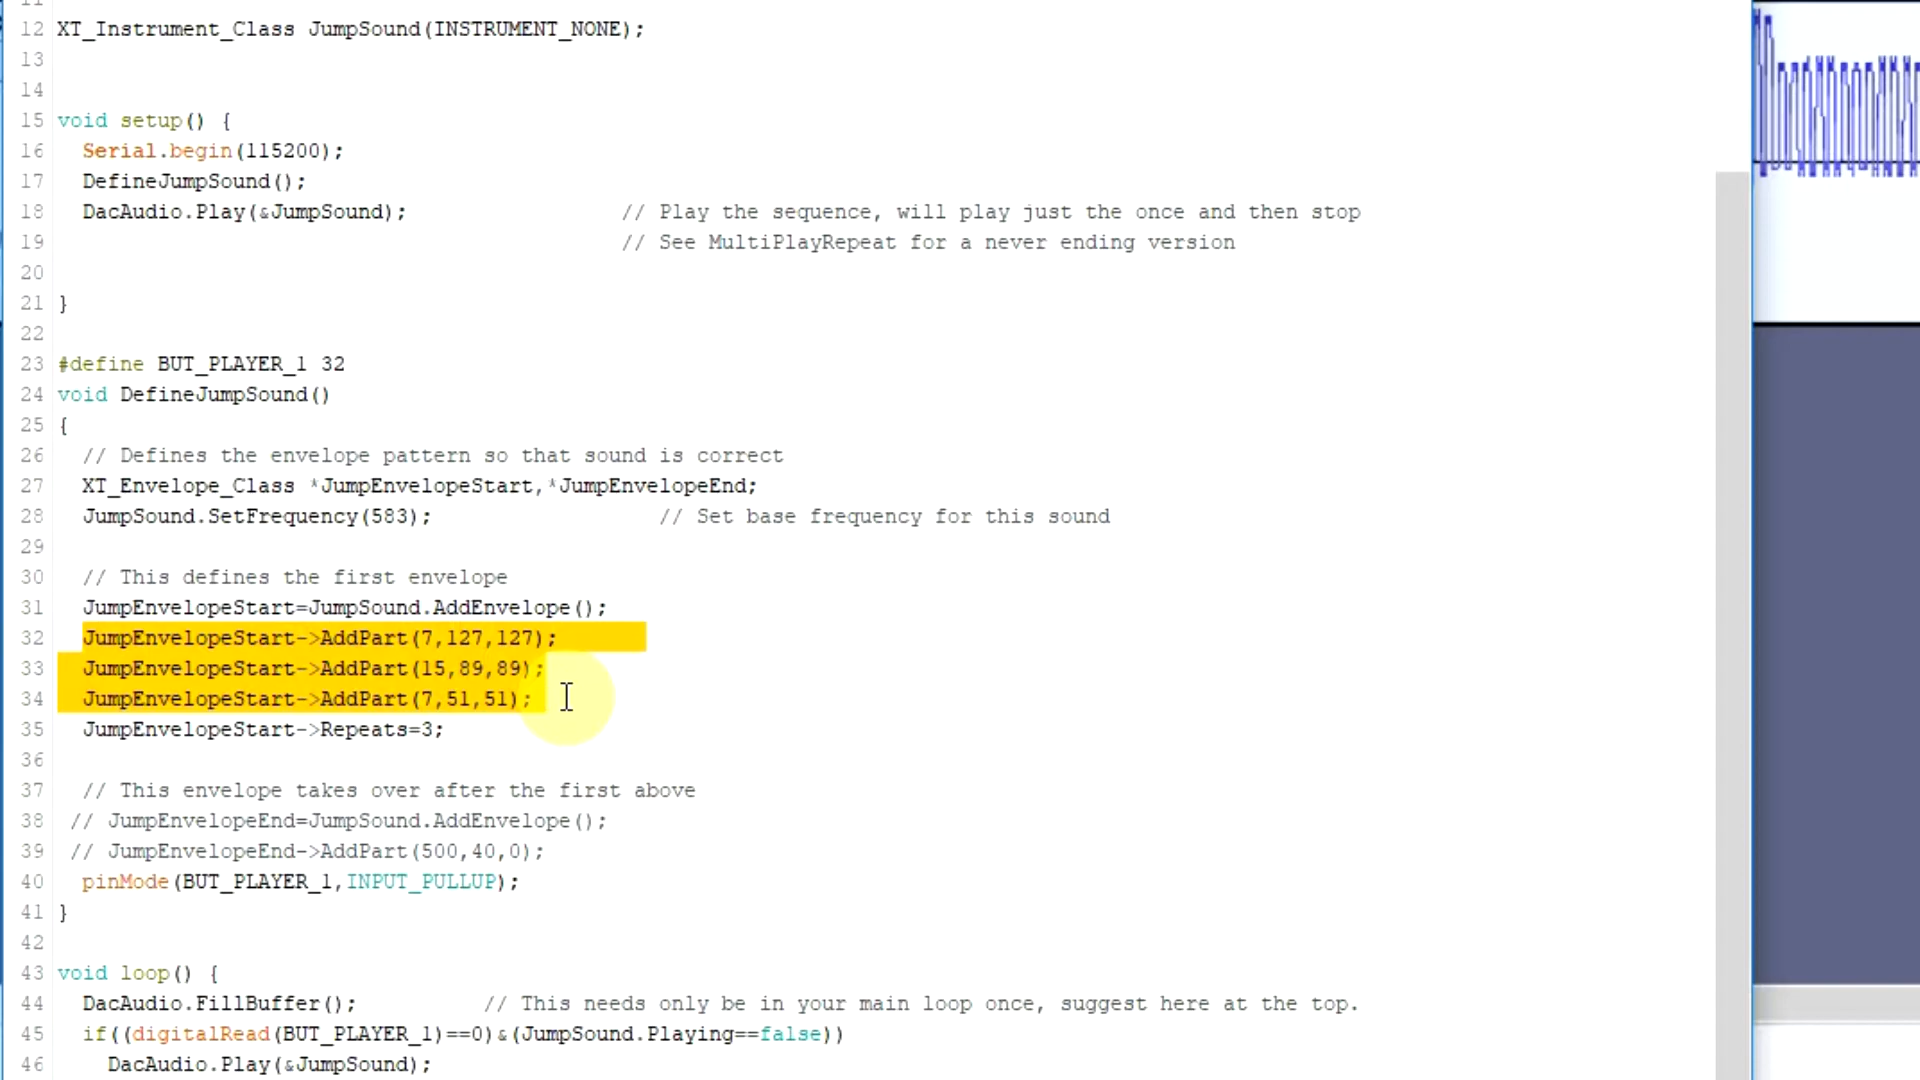 11
12 XT_Instrument_Class JumpSound(INSTRUMENT_NONE);
13
14
15 void setup() {
16 Serial.begin(115200);
17 DefineJumpSound();
18 DacAudio.Play(&JumpSound); // Play the sequence, will play just the once and then stop
19 // See MultiPlayRepeat for a never ending version
20
21 }
22
23 #define BUT_PLAYER_1 32
24 void DefineJumpSound()
25 {
26 // Defines the envelope pattern so that sound is correct
27 XT_Envelope_Class *JumpEnvelopeStart,*JumpEnvelopeEnd;
28 JumpSound.SetFrequency(583); // Set base frequency for this sound
29
30 // This defines the first envelope
31 JumpEnvelopeStart=JumpSound.AddEnvelope();
32 JumpEnvelopeStart->AddPart(7,127,127);
33 JumpEnvelopeStart->AddPart(15,89,89);
34 JumpEnvelopeStart->AddPart(7,51,51);
35 JumpEnvelopeStart->Repeats=3;
36
37 // This envelope takes over after the first above
38 // JumpEnvelopeEnd=JumpSound.AddEnvelope();
39 // JumpEnvelopeEnd->AddPart(500,40,0);
40 pinMode(BUT_PLAYER_1,INPUT_PULLUP);
41 }
42
43 void loop() {
44 DacAudio.FillBuffer(); // This needs only be in your main loop once, suggest here at the top.
45 if((digitalRead(BUT_PLAYER_1)==0)&(JumpSound.Playing==false))
46 DacAudio.Play(&JumpSound);